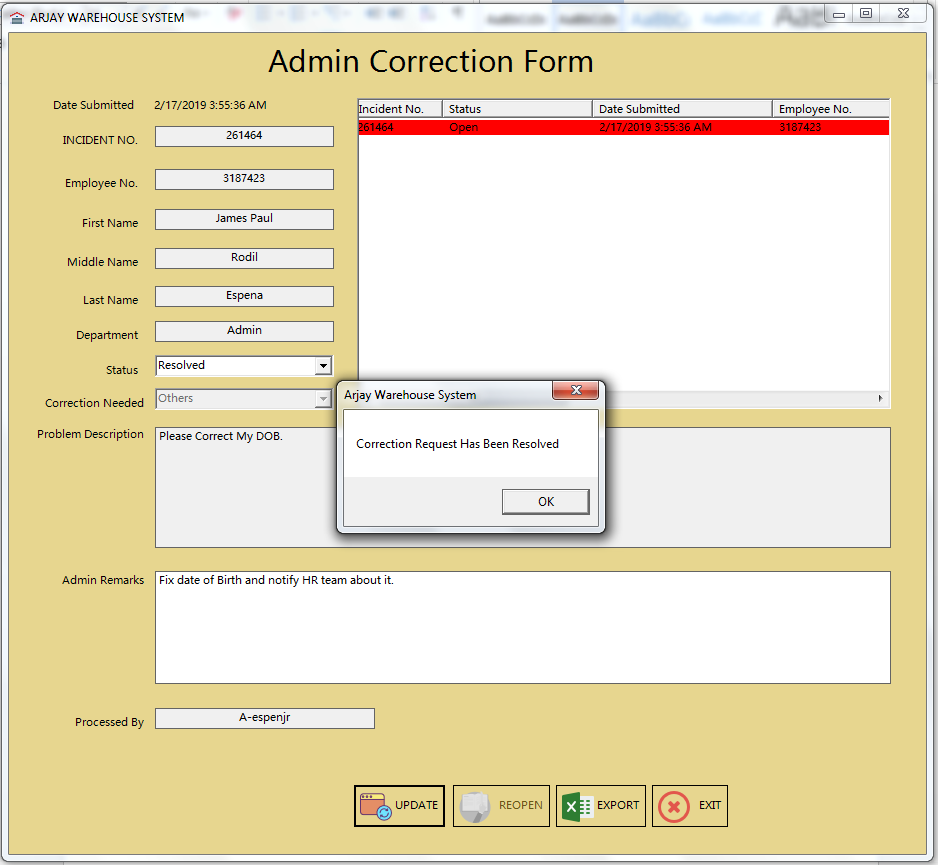 ARJAY WAREHOUSE SYSTEM
Admin Correction Form
Date Submitted 2/17/2019 3:55:36 AM
INCIDENT NO. 261464
Employee No. 3187423
First Name James Paul
Middle Name Rodil
Last Name Espena
Department Admin
Status Resolved
Correction Needed Others
Incident No. Status Date Submitted Employee No.
261464 Open 2/17/2019 3:55:36 AM 3187423
Problem Description Please Correct My DOB.
Arjay Warehouse System
Correction Request Has Been Resolved
OK
Admin Remarks Fix date of Birth and notify HR team about it.
Processed By A-espenjr
UPDATE REOPEN EXPORT EXIT